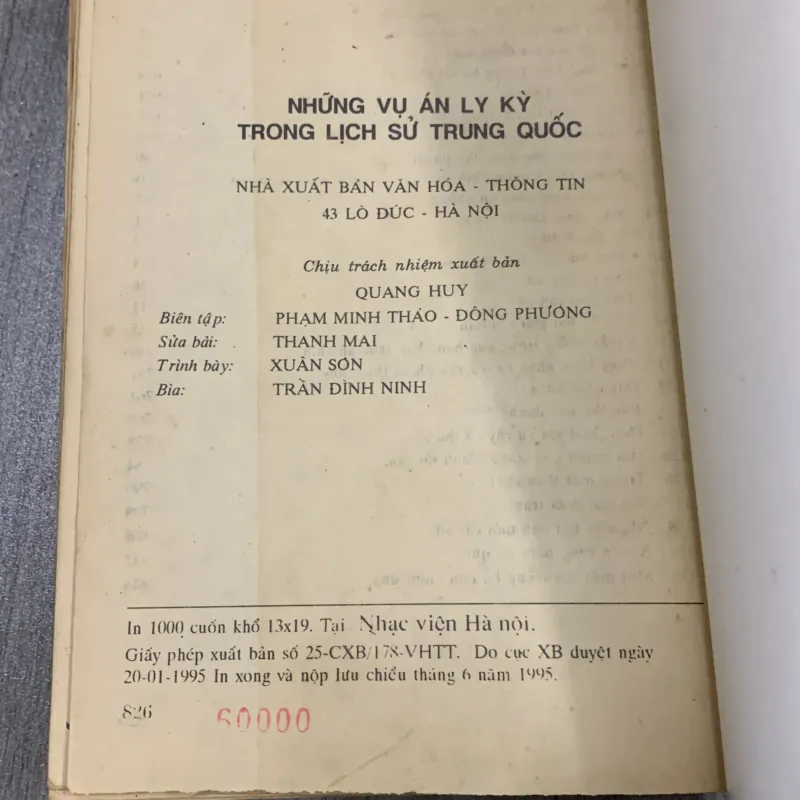 NHỮNG VỤ ÁN LY KỲ
TRONG LỊCH SỬ TRUNG QUỐC
NHÀ XUẤT BẢN VĂN HÓA - THÔNG TIN
43 LÒ ĐÚC - HÀ NỘI
Chịu trách nhiệm xuất bản
QUANG HUY
Biên tập: PHẠM MINH THẢO - ĐÔNG PHƯƠNG
Sửa bài: THANH MAI
Trình bày: XUÂN SƠN
Bìa: TRẦN ĐÌNH NINH
In 1000 cuốn khổ 13x19. Tại Nhạc viện Hà nội.
Giấy phép xuất bản số 25-CXB/178-VHTT. Do cục XB duyệt ngày
20-01-1995 In xong và nộp lưu chiểu tháng 6 năm 1995.
826 60000